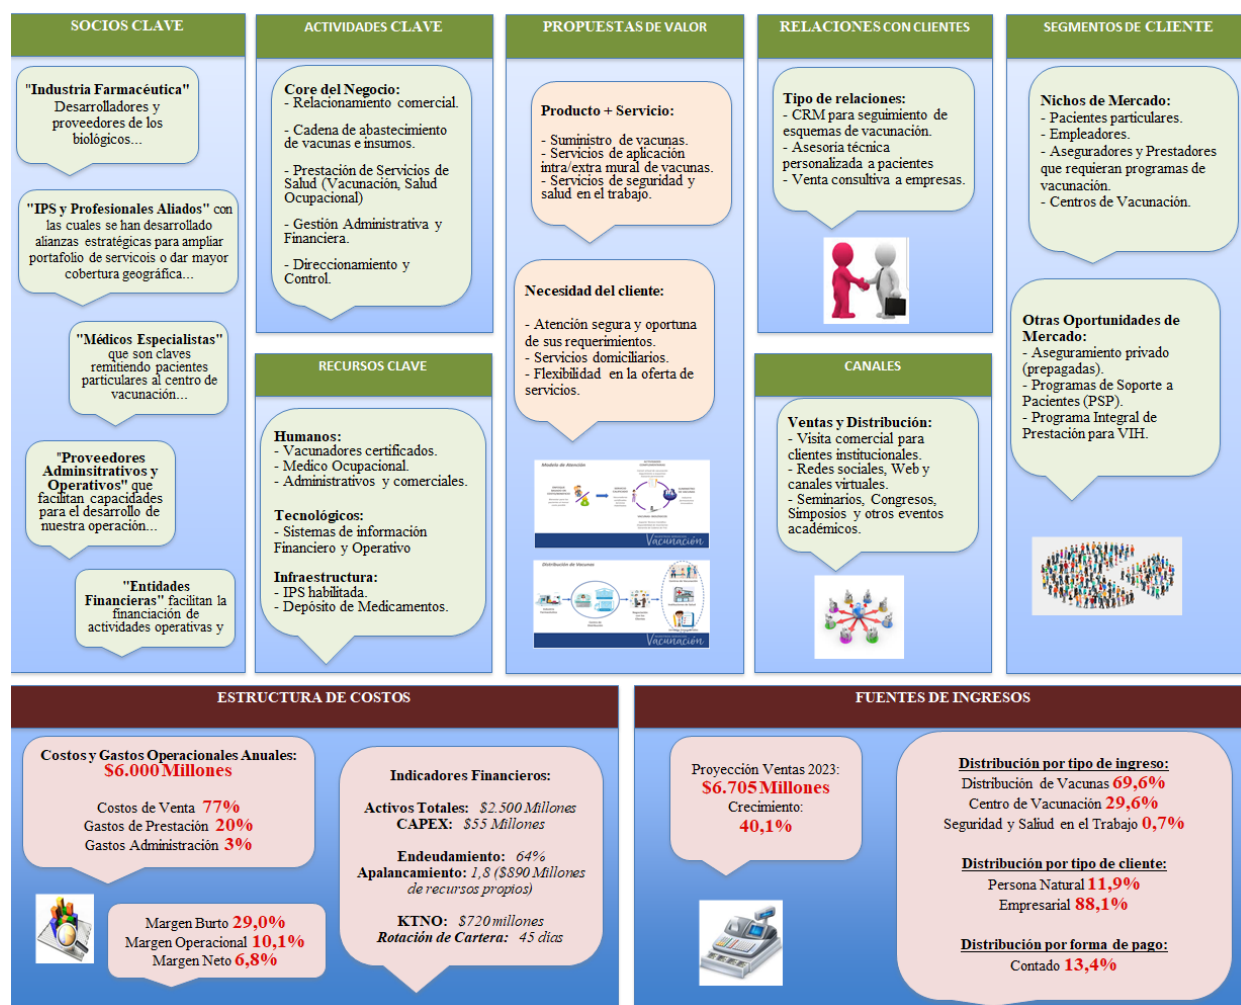 SOCIOS CLAVE
"Industria Farmacéutica"
Desarrolladores y
proveedores de los
biológicos...
"IPS y Profesionales Aliados" con
las cuales se han desarrollado
alianzas estratégicas para ampliar
portafolio de servicois o dar mayor
cobertura geográfica...
"Médicos Especialistas"
que son claves
remitiendo pacientes
particulares al centro de
vacunación...
"Proveedores
Adminsitrativos y
Operativos" que
facilitan capacidades
para el desarrollo de
nuestra operación...
"Entidades
Financieras" facilitan la
financiación de
actividades operativas y
ACTIVIDADES CLAVE
Core del Negocio:
- Relacionamiento comercial.
- Cadena de abastecimiento
de vacunas e insumos.
- Prestación de Servicios de
Salud (Vacunación, Salud
Ocupacional)
- Gestión Administrativa y
Financiera.
- Direccionamiento y
Control.
RECURSOS CLAVE
Humanos:
- Vacunadores certificados.
- Medico Ocupacional.
- Administrativos y comerciales.
Tecnológicos:
- Sistemas de información
Financiero y Operativo
Infraestructura:
- IPS habilitada.
- Depósito de Medicamentos.
PROPUESTAS DE VALOR
Producto + Servicio:
- Suministro de vacunas.
- Servicios de aplicación
intra/extra mural de vacunas.
- Servicios de seguridad y
salud en el trabajo.
Necesidad del cliente:
- Atención segura y oportuna
de sus requerimientos.
- Servicios domiciliarios.
- Flexibilidad en la oferta de
servicios.
Modelo de Atención
Vacunación
Distribución de Vacunas
Vacunación
RELACIONES CON CLIENTES
Tipo de relaciones:
- CRM para seguimiento de
esquemas de vacunación.
- Asesoria técnica
personalizada a pacientes
- Venta consultiva a empresas.
CANALES
Ventas y Distribución:
- Visita comercial para
clientes institucionales.
- Redes sociales, Web y
canales virtuales.
- Seminarios, Congresos,
Simposios y otros eventos
académicos.
SEGMENTOS DE CLIENTE
Nichos de Mercado:
- Pacientes particulares.
- Empleadores.
- Aseguradores y Prestadores
que requieran programas de
vacunación.
- Centros de Vacunación.
Otras Oportunidades de
Mercado:
- Aseguramiento privado
(prepagadas).
- Programas de Soporte a
Pacientes (PSP).
- Programa Integral de
Prestación para VIH.
ESTRUCTURA DE COSTOS
Costos y Gastos Operacionales Anuales:
$6.000 Millones
Costos de Venta 77%
Gastos de Prestación 20%
Gastos Administración 3%
Margen Burto 29,0%
Margen Operacional 10,1%
Margen Neto 6,8%
Indicadores Financieros:
Activos Totales: $2.500 Millones
CAPEX: $55 Millones
Endeudamiento: 64%
Apalancamiento: 1,8 ($890 Millones
de recursos propios)
KTNO: $720 millones
Rotación de Cartera: 45 días
FUENTES DE INGRESOS
Proyección Ventas 2023:
$6.705 Millones
Crecimiento:
40,1%
Distribución por tipo de ingreso:
Distribución de Vacunas 69,6%
Centro de Vacunación 29,6%
Seguridad y Saliud en el Trabajo 0,7%
Distribución por tipo de cliente:
Persona Natural 11,9%
Empresarial 88,1%
Distribución por forma de pago:
Contado 13,4%